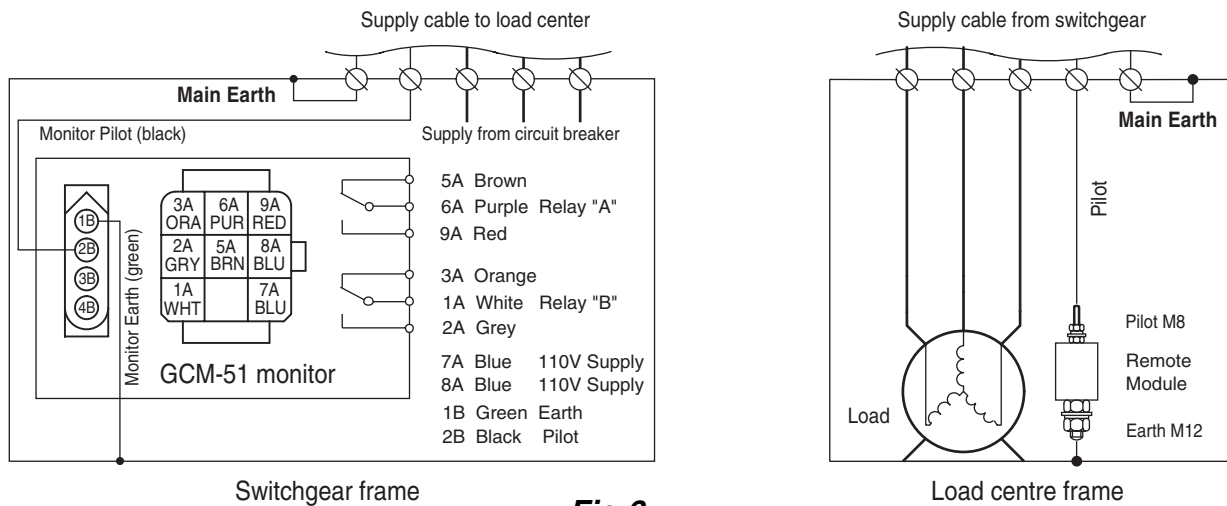 Supply cable to load center
Main Earth
Monitor Pilot (black)
Supply from circuit breaker
1B
2B
3B
4B
Monitor Earth (green)
3A ORA
6A PUR
9A RED
2A GRY
5A BRN
8A BLU
1A WHT
7A BLU
GCM-51 monitor
5A Brown
6A Purple Relay "A"
9A Red
3A Orange
1A White Relay "B"
2A Grey
7A Blue 110V Supply
8A Blue 110V Supply
1B Green Earth
2B Black Pilot
Switchgear frame
Supply cable from switchgear
Main Earth
Pilot
Pilot M8
Remote
Module
Earth M12
Load
Load centre frame